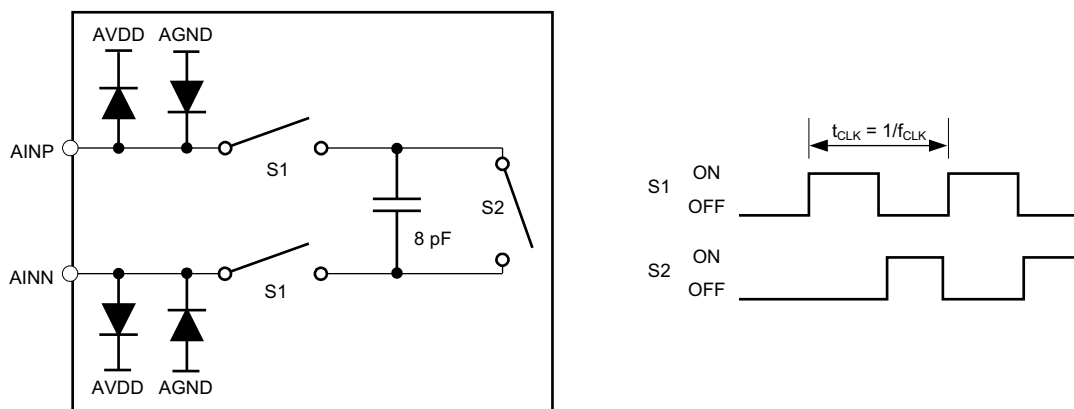 AVDD AGND
AINP
S1
S2
8 pF
AINN
S1
AVDD AGND
tCLK = 1/fCLK
S1 ON
OFF
S2 ON
OFF